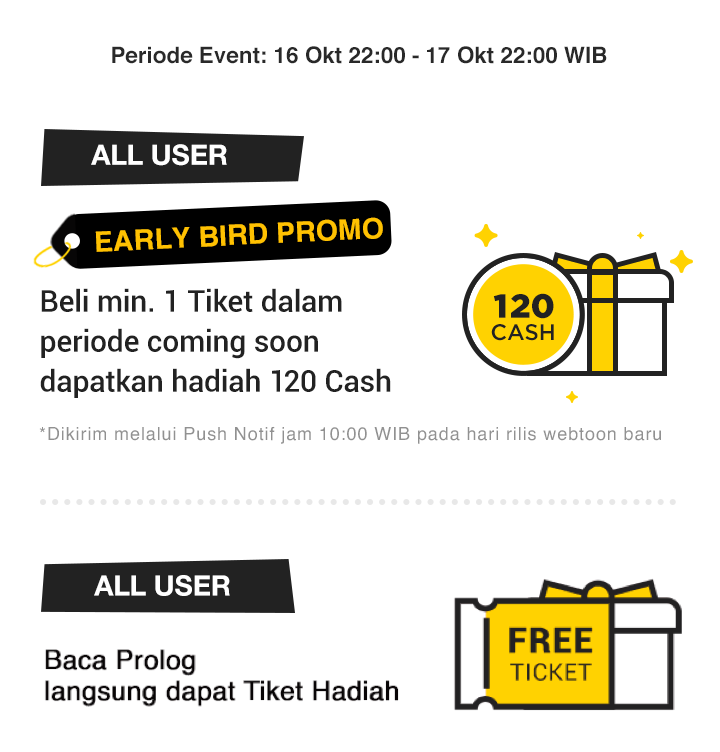 Periode Event: 16 Okt 22:00 - 17 Okt 22:00 WIB
ALL USER
EARLY BIRD PROMO
Beli min. 1 Tiket dalam
periode coming soon
dapatkan hadiah 120 Cash
120
CASH
*Dikirim melalui Push Notif jam 10:00 WIB pada hari rilis webtoon baru
ALL USER
Baca Prolog
langsung dapat Tiket Hadiah
FREE
TICKET